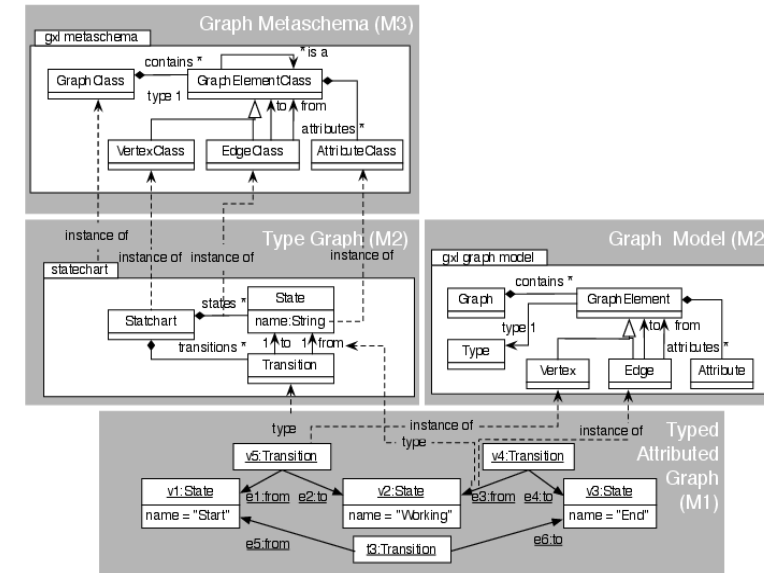 Graph Metaschema (M3)
gxl metaschema
contains *
* is a
GraphClass
GraphElementClass
type 1
to
from
attributes *
VertexClass
EdgeClass
AttributeClass
instance of
instance of
instance of
instance of
Type Graph (M2)
statechart
states *
State
name:String
Statchart
transitions *
1
to
1
from
Transition
Graph Model (M2
gxl graph model
contains *
Graph
GraphElement
type 1
to
from
Type
attributes *
Vertex
Edge
Attribute
type
instance of
type
instance of
Typed
Attributed
Graph
(M1)
v5:Transition
v4:Transition
v1:State
e1:from
e2:to
v2:State
e3:from
e4:to
v3:State
name = "Start"
name = "Working"
name = "End"
e5:from
t3:Transition
e6:to